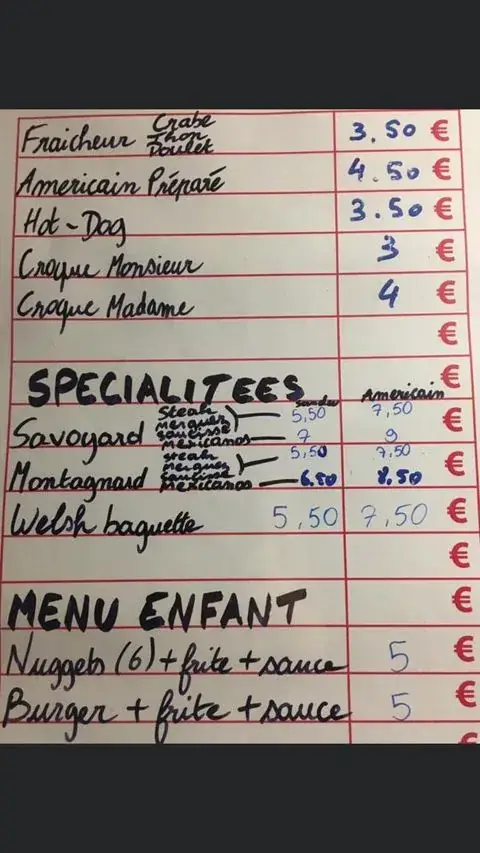 Fraicheur Crabe Thon Poulet 3.50 €
Americain Préparé 4.50 €
Hot-Dog 3.50 €
Croque Monsieur 3 €
Croque Madame 4 €
€
SPECIALITEES €
Americain
Savoyard steak merguez saucisse 5,50 7,50 €
mexicanos 7 9
Montagnard steak merguez saucisse 5,50 7,50 €
mexicanos 6.50 8,50
Welsh baguette 5,50 7,50 €
€
MENU ENFANT €
Nuggets (6) + frite + sauce 5 €
Burger + frite + sauce 5 €
€